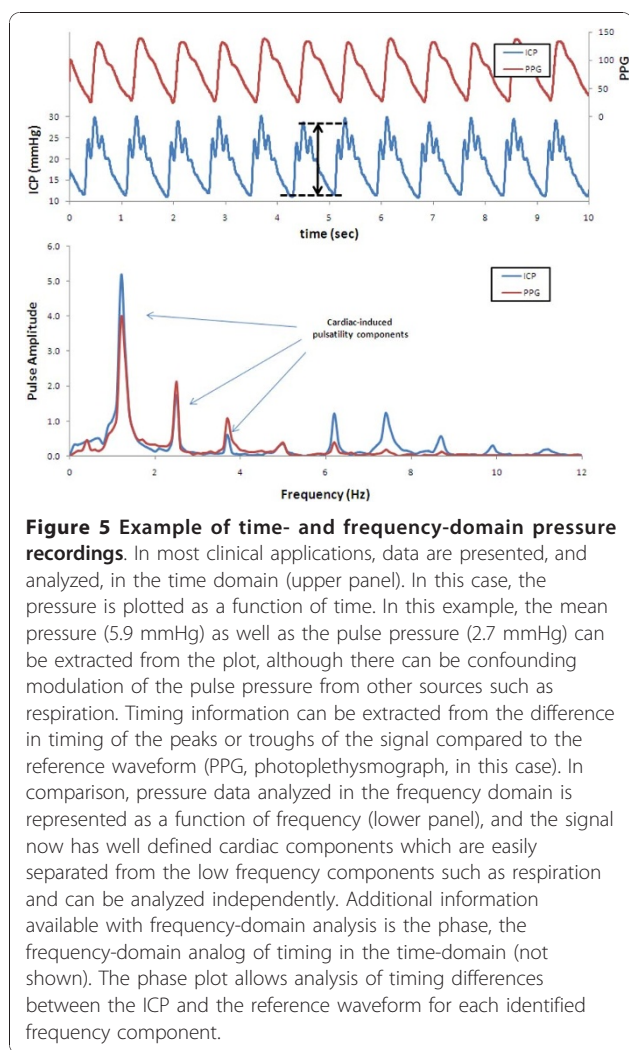 ICP
PPG
150
100
50
0
PPG
30
25
20
15
10
ICP (mmHg)
0 1 2 3 4 5 6 7 8 9 10
time (sec)
6.0
5.0
4.0
3.0
2.0
1.0
0.0
Pulse Amplitude
ICP
PPG
Cardiac-induced
pulsatility components
0 2 4 6 8 10 12
Frequency (Hz)
Figure 5 Example of time- and frequency-domain pressure
recordings. In most clinical applications, data are presented, and
analyzed, in the time domain (upper panel). In this case, the
pressure is plotted as a function of time. In this example, the mean
pressure (5.9 mmHg) as well as the pulse pressure (2.7 mmHg) can
be extracted from the plot, although there can be confounding
modulation of the pulse pressure from other sources such as
respiration. Timing information can be extracted from the difference
in timing of the peaks or troughs of the signal compared to the
reference waveform (PPG, photoplethysmograph, in this case). In
comparison, pressure data analyzed in the frequency domain is
represented as a function of frequency (lower panel), and the signal
now has well defined cardiac components which are easily
separated from the low frequency components such as respiration
and can be analyzed independently. Additional information
available with frequency-domain analysis is the phase, the
frequency-domain analog of timing in the time-domain (not
shown). The phase plot allows analysis of timing differences
between the ICP and the reference waveform for each identified
frequency component.